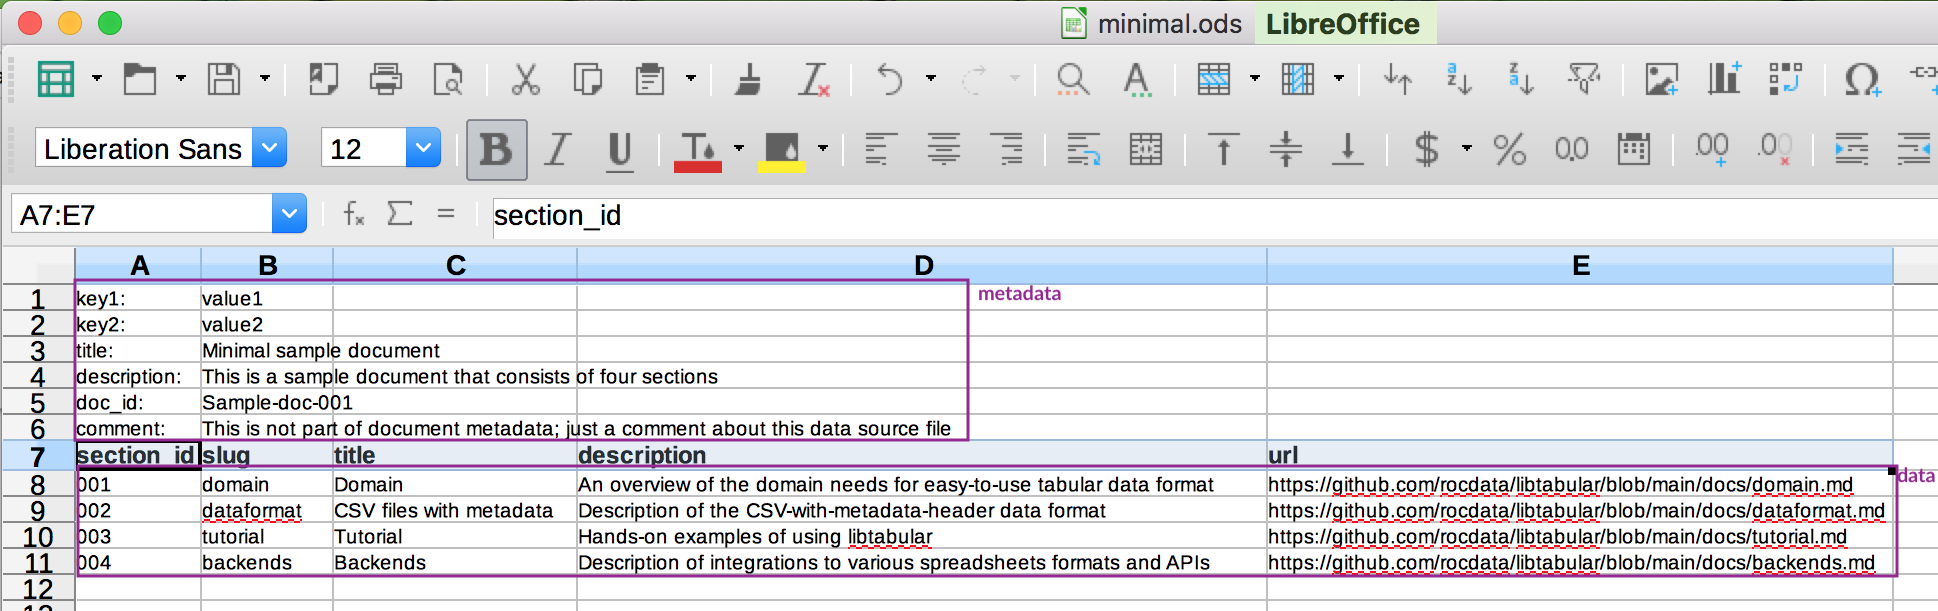 minimal.ods LibreOffice
Liberation Sans 12 B I U T $ % 0.0 .00 .00
A7:E7 fx Σ = section_id
A B C D E
metadata
1 key1: value1
2 key2: value2
3 title: Minimal sample document
4 description: This is a sample document that consists of four sections
5 doc_id: Sample-doc-001
6 comment: This is not part of document metadata; just a comment about this data source file
7 section_id slug title description url
data
8 001 domain Domain An overview of the domain needs for easy-to-use tabular data format https://github.com/rocdata/libtabular/blob/main/docs/domain.md
9 002 dataformat CSV files with metadata Description of the CSV-with-metadata-header data format https://github.com/rocdata/libtabular/blob/main/docs/dataformat.md
10 003 tutorial Tutorial Hands-on examples of using libtabular https://github.com/rocdata/libtabular/blob/main/docs/tutorial.md
11 004 backends Backends Description of integrations to various spreadsheets formats and APIs https://github.com/rocdata/libtabular/blob/main/docs/backends.md
12
13